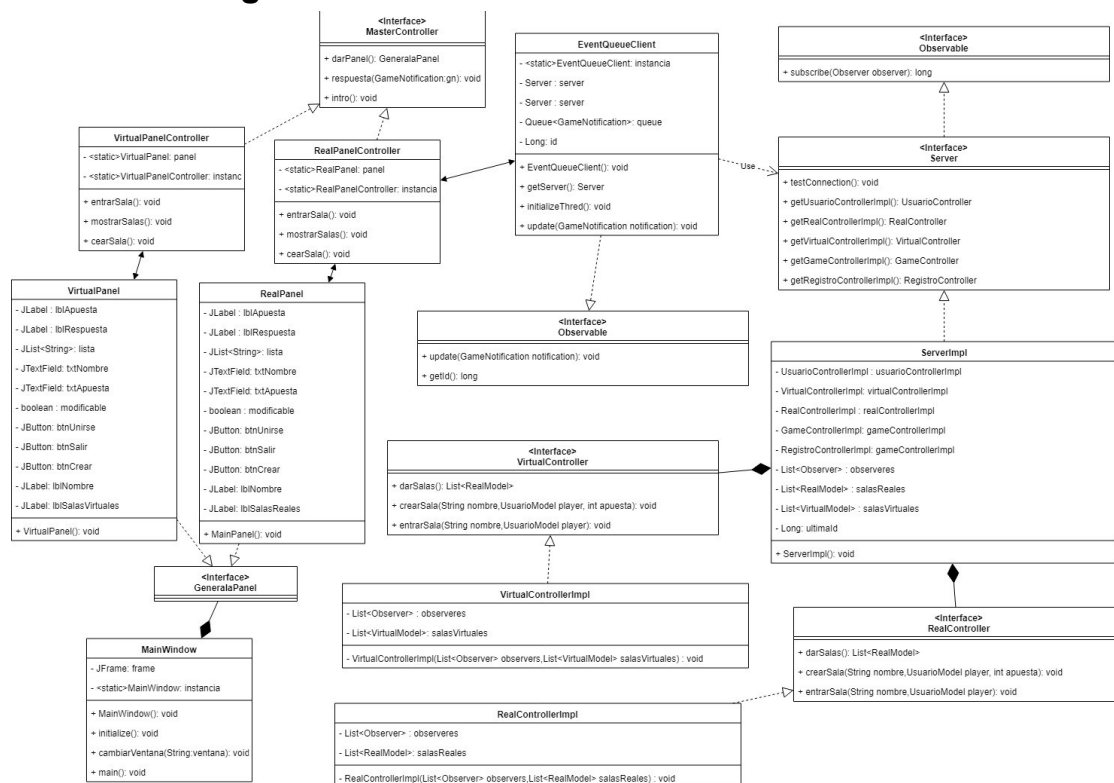 g
<Interface>
MasterController
+ darPanel(): GeneralaPanel
+ respuesta(GameNotification:gn): void
+ intro(): void
EventQueueClient
- <static>EventQueueClient: instancia
- Server : server
- Server : server
- Queue<GameNotification>: queue
- Long: id
+ EventQueueClient(): void
+ getServer(): Server
+ initializeThred(): void
+ update(GameNotification notification): void
<Interface>
Observable
+ subscribe(Observer observer): long
VirtualPanelController
- <static>VirtualPanel: panel
- <static>VirtualPanelController: instanc
+ entrarSala(): void
+ mostrarSalas(): void
+ cearSala(): void
RealPanelController
- <static>RealPanel: panel
- <static>RealPanelController: instancia
+ entrarSala(): void
+ mostrarSalas(): void
+ cearSala(): void
Use
<Interface>
Server
+ testConnection(): void
+ getUsuarioControllerImpl(): UsuarioController
+ getRealControllerImpl(): RealController
+ getVirtualControllerImpl(): VirtualController
+ getGameControllerImpl(): GameController
+ getRegistroControllerImpl(): RegistroController
VirtualPanel
- JLabel : lblApuesta
- JLabel : lblRespuesta
- JList<String>: lista
- JTextField: txtNombre
- JTextField: txtApuesta
- boolean : modificable
- JButton: btnUnirse
- JButton: btnSalir
- JButton: btnCrear
- JLabel: lblNombre
- JLabel: lblSalasVirtuales
+ VirtualPanel(): void
RealPanel
- JLabel : lblApuesta
- JLabel : lblRespuesta
- JList<String>: lista
- JTextField: txtNombre
- JTextField: txtApuesta
- boolean : modificable
- JButton: btnUnirse
- JButton: btnSalir
- JButton: btnCrear
- JLabel: lblNombre
- JLabel: lblSalasReales
+ MainPanel(): void
<Interface>
Observable
+ update(GameNotification notification): void
+ getId(): long
ServerImpl
- UsuarioControllerImpl : usuarioControllerImpl
- VirtualControllerImpl: virtualControllerImpl
- RealControllerImpl : realControllerImpl
- GameControllerImpl: gameControllerImpl
- RegistroControllerImpl: gameControllerImpl
- List<Observer> : observeres
- List<RealModel> : salasReales
- List<VirtualModel> : salasVirtuales
- Long: ultimaId
+ ServerImpl(): void
<Interface>
VirtualController
+ darSalas(): List<RealModel>
+ crearSala(String nombre,UsuarioModel player, int apuesta): void
+ entrarSala(String nombre,UsuarioModel player): void
<Interface>
GeneralaPanel
VirtualControllerImpl
- List<Observer> : observeres
- List<VirtualModel>: salasVirtuales
- VirtualControllerImpl(List<Observer> observers,List<VirtualModel> salasVirtuales) : void
<Interface>
RealController
+ darSalas(): List<RealModel>
+ crearSala(String nombre,UsuarioModel player, int apuesta): void
+ entrarSala(String nombre,UsuarioModel player): void
MainWindow
- JFrame: frame
- <static>MainWindow: instancia
+ MainWindow(): void
+ initialize(): void
+ cambiarVentana(String:ventana): void
+ main(): void
RealControllerImpl
- List<Observer> : observeres
- List<RealModel>: salasReales
- RealControllerImpl(List<Observer> observers,List<RealModel> salasReales) : void